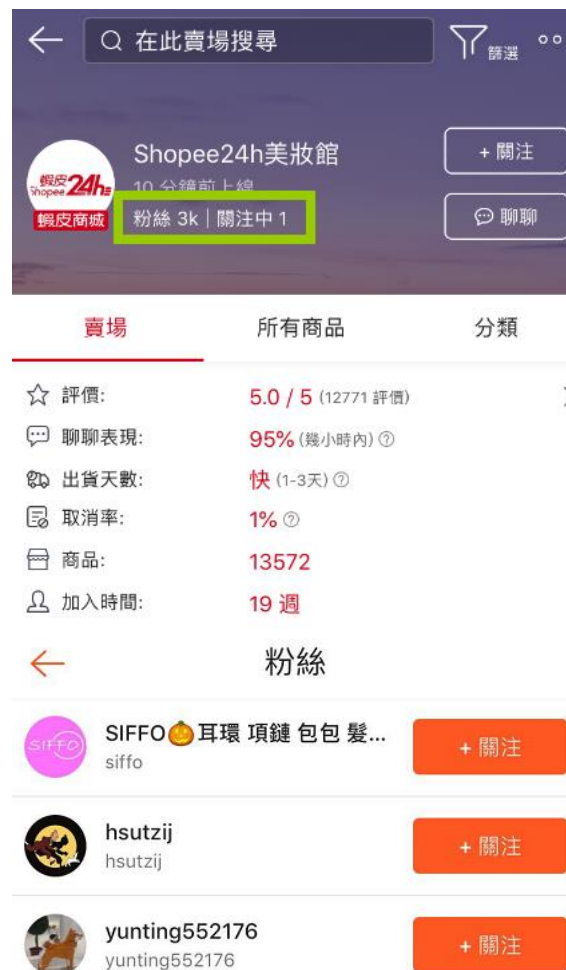 在此賣場搜尋
篩選
Shopee24h美妝館
+ 關注
蝦皮24h
Shopee
蝦皮商城
10 分鐘前上線
粉絲 3k | 關注中 1
聊聊
賣場 所有商品 分類
評價: 5.0 / 5 (12771 評價)
聊聊表現: 95% (幾小時內)
出貨天數: 快 (1-3天)
取消率: 1%
商品: 13572
加入時間: 19 週
粉絲
SIFFO
SIFFO🎃耳環 項鏈 包包 髮...
siffo
+ 關注
hsutzij
hsutzij
+ 關注
yunting552176
yunting552176
+ 關注